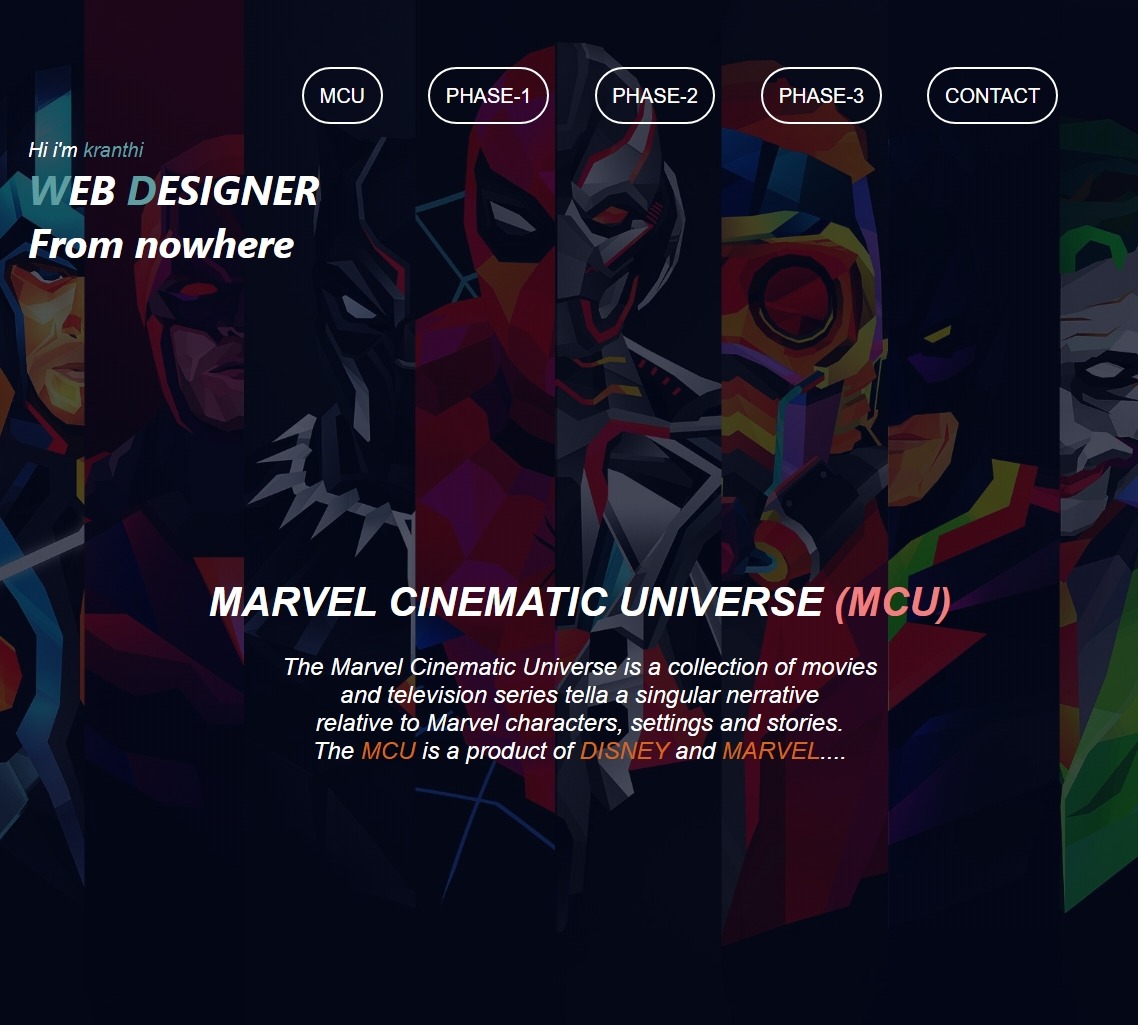 MCU PHASE-1 PHASE-2 PHASE-3 CONTACT
Hi i'm kranthi
WEB DESIGNER
From nowhere
MARVEL CINEMATIC UNIVERSE (MCU)
The Marvel Cinematic Universe is a collection of movies
and television series tella a singular nerrative
relative to Marvel characters, settings and stories.
The MCU is a product of DISNEY and MARVEL....